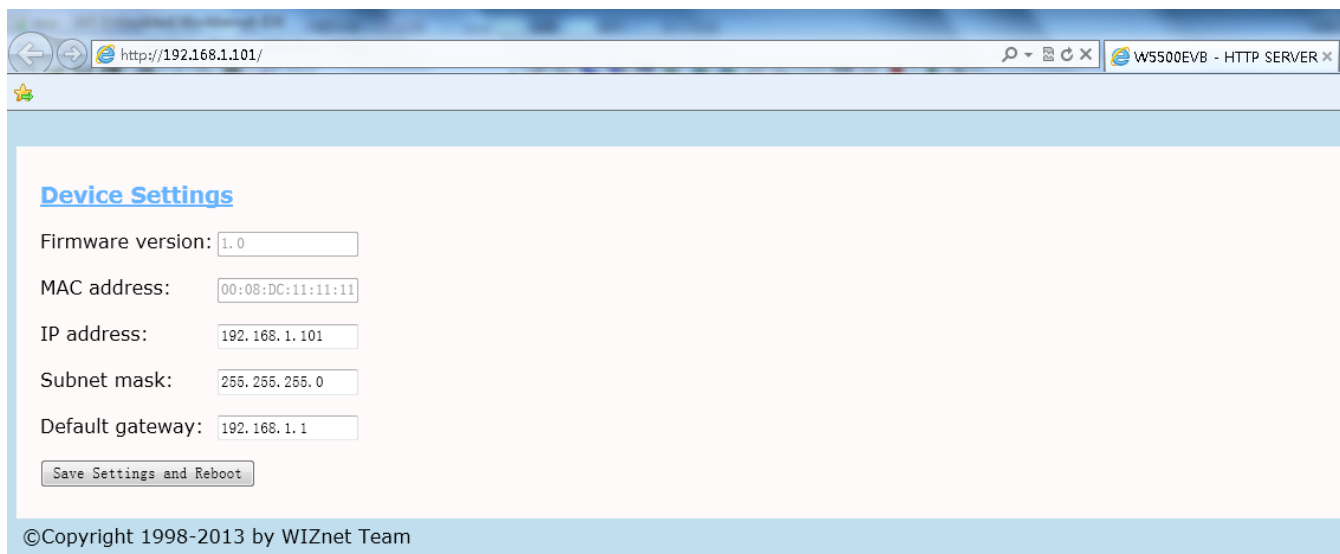 http://192.168.1.101/
W5500EVB - HTTP SERVER
Device Settings
Firmware version: 1.0
MAC address: 00:08:DC:11:11:11
IP address: 192.168.1.101
Subnet mask: 255.255.255.0
Default gateway: 192.168.1.1
Save Settings and Reboot
©Copyright 1998-2013 by WIZnet Team